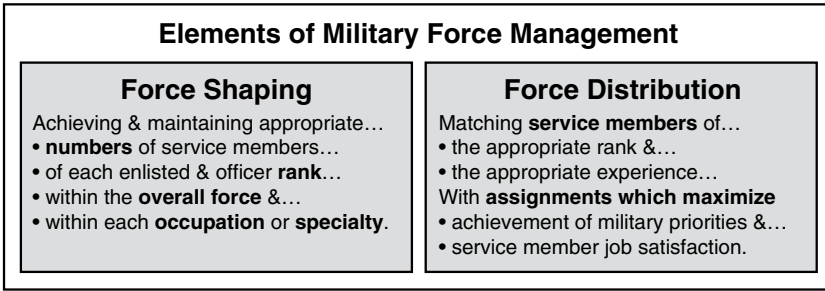 Elements of Military Force Management
Force Shaping
Achieving & maintaining appropriate…
• numbers of service members…
• of each enlisted & officer rank…
• within the overall force &…
• within each occupation or specialty.
Force Distribution
Matching service members of…
• the appropriate rank &…
• the appropriate experience…
With assignments which maximize
• achievement of military priorities &…
• service member job satisfaction.